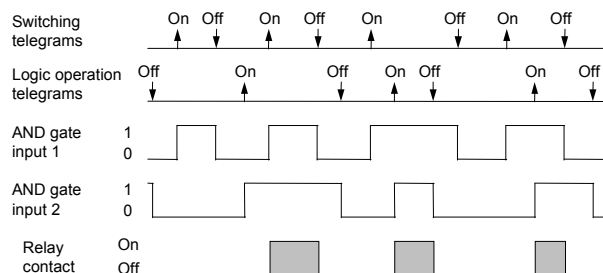 Switching telegrams On Off On Off On Off On Off
Logic operation telegrams Off On Off On Off On Off
AND gate input 1 1 0
AND gate input 2 1 0
Relay contact On Off